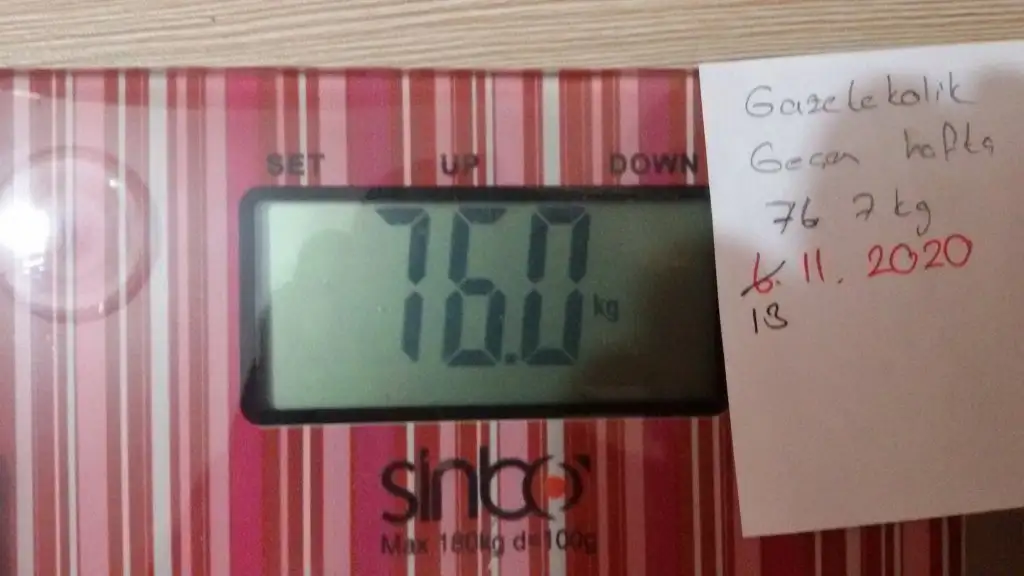 SET UP DOWN
76.0 kg
sinbo
Max 180kg d=100g
Gazelekolik
Geçen hafta
76 7 kg
6. 11. 2020
13